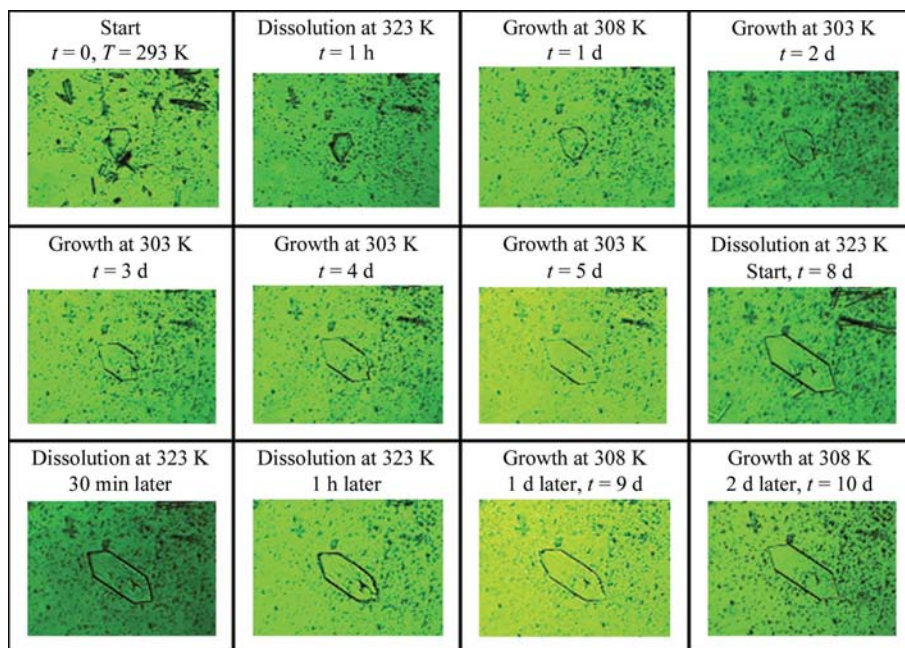 Start
t = 0, T = 293 K
Dissolution at 323 K
t = 1 h
Growth at 308 K
t = 1 d
Growth at 303 K
t = 2 d
Growth at 303 K
t = 3 d
Growth at 303 K
t = 4 d
Growth at 303 K
t = 5 d
Dissolution at 323 K
Start, t = 8 d
Dissolution at 323 K
30 min later
Dissolution at 323 K
1 h later
Growth at 308 K
1 d later, t = 9 d
Growth at 308 K
2 d later, t = 10 d